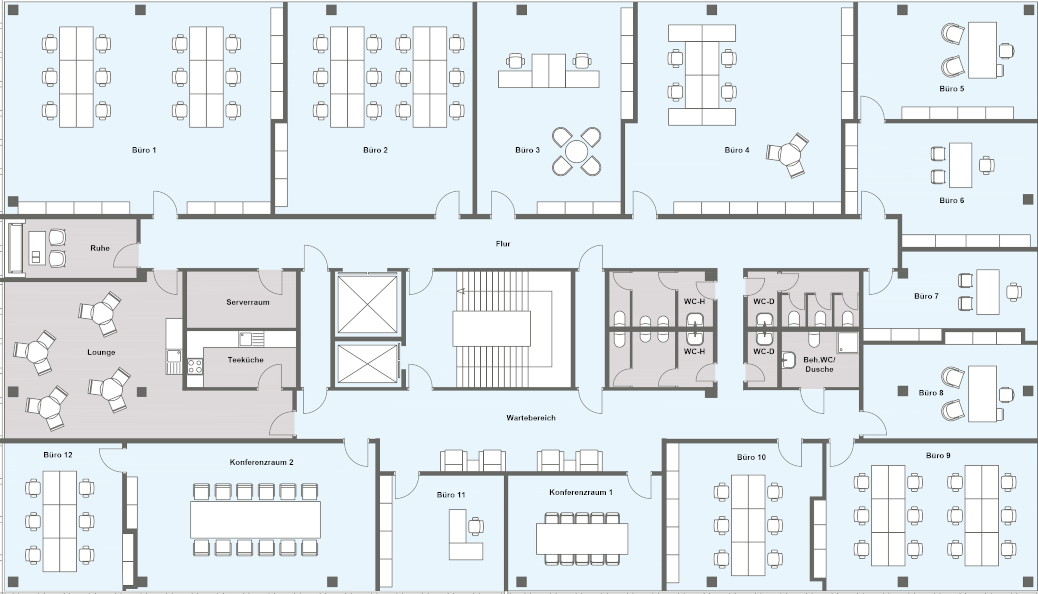 Büro 1
Büro 2
Büro 3
Büro 4
Büro 5
Büro 6
Ruhe
Flur
Büro 7
Serverraum
WC-H
WC-D
Lounge
Teeküche
WC-H
WC-D
Beh.WC/
Dusche
Büro 8
Wartebereich
Büro 12
Konferenzraum 2
Büro 11
Konferenzraum 1
Büro 10
Büro 9